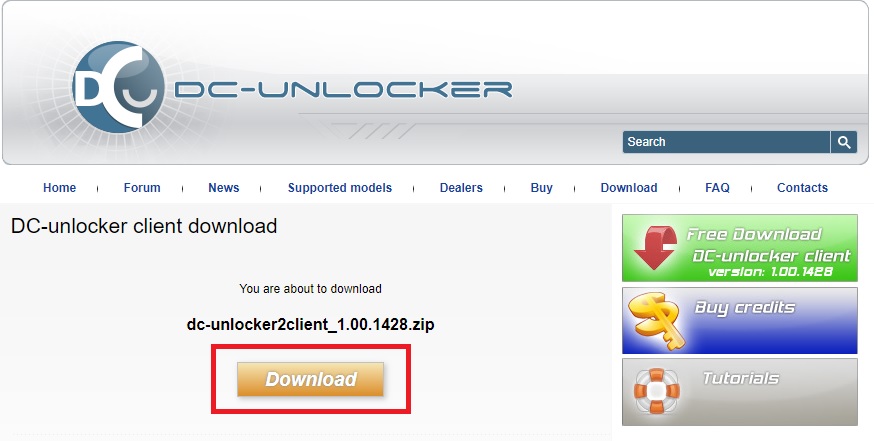 DC
DC-UNLOCKER
Search
Home Forum News Supported models Dealers Buy Download FAQ Contacts
DC-unlocker client download
You are about to download
dc-unlocker2client_1.00.1428.zip
Download
Free Download
DC-unlocker client
version: 1.00.1428
Buy credits
Tutorials